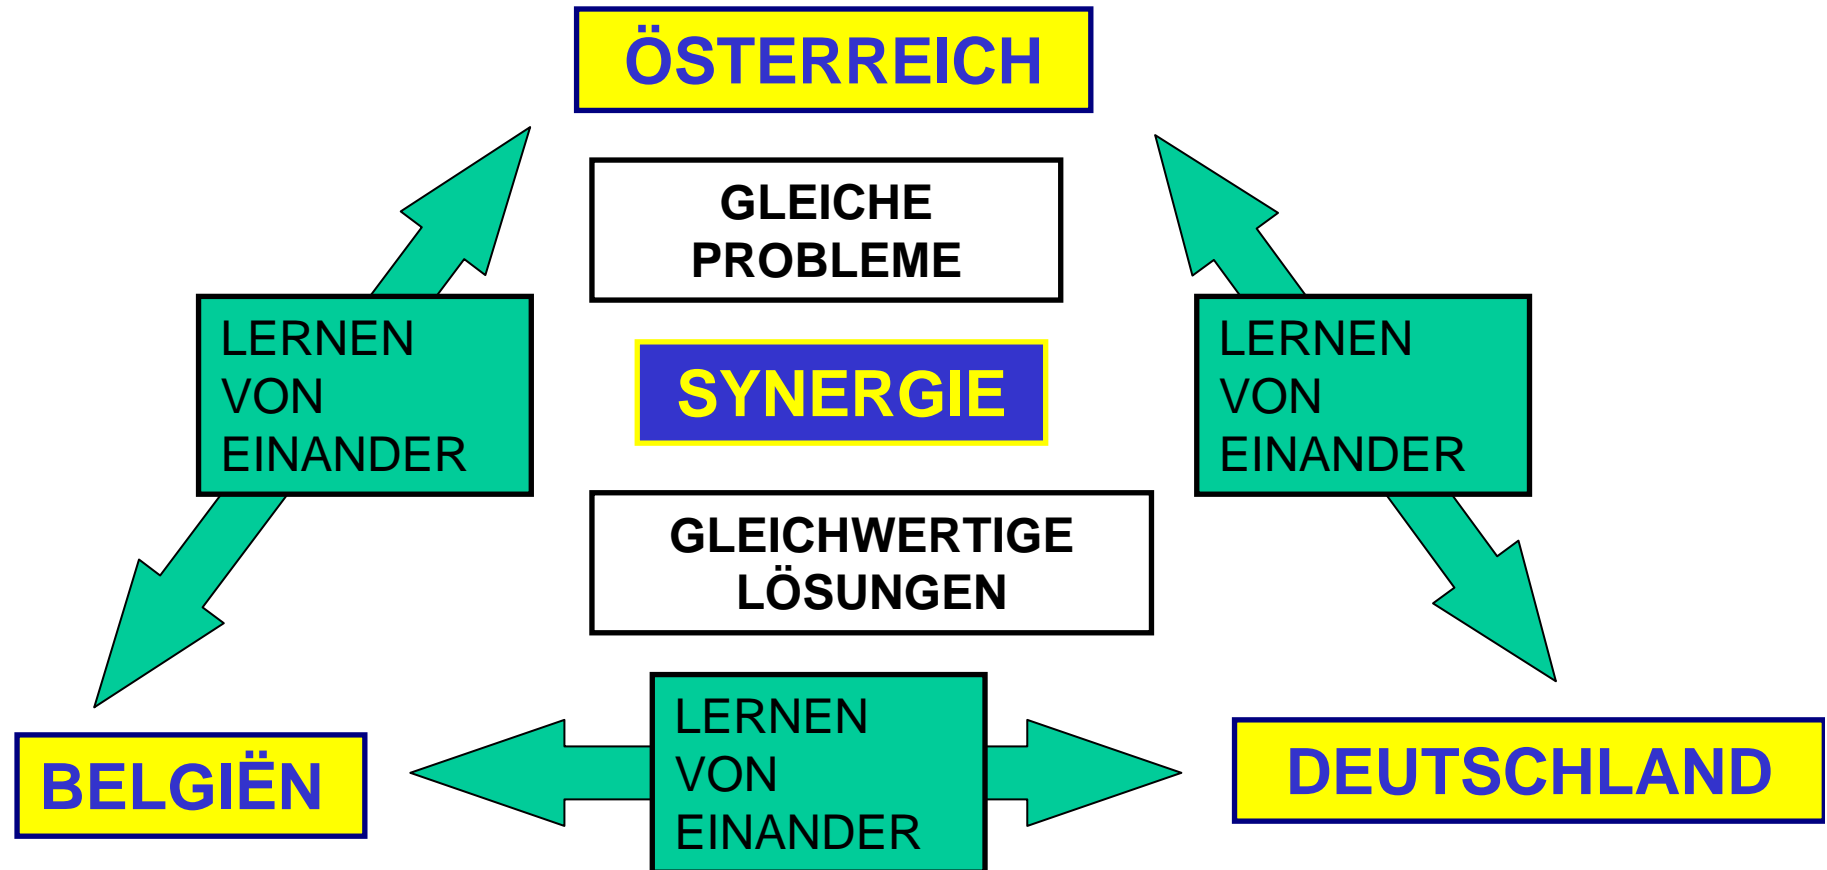 ÖSTERREICH
GLEICHE
PROBLEME
LERNEN
VON
EINANDER
SYNERGIE
LERNEN
VON
EINANDER
GLEICHWERTIGE
LÖSUNGEN
BELGIËN
LERNEN
VON
EINANDER
DEUTSCHLAND